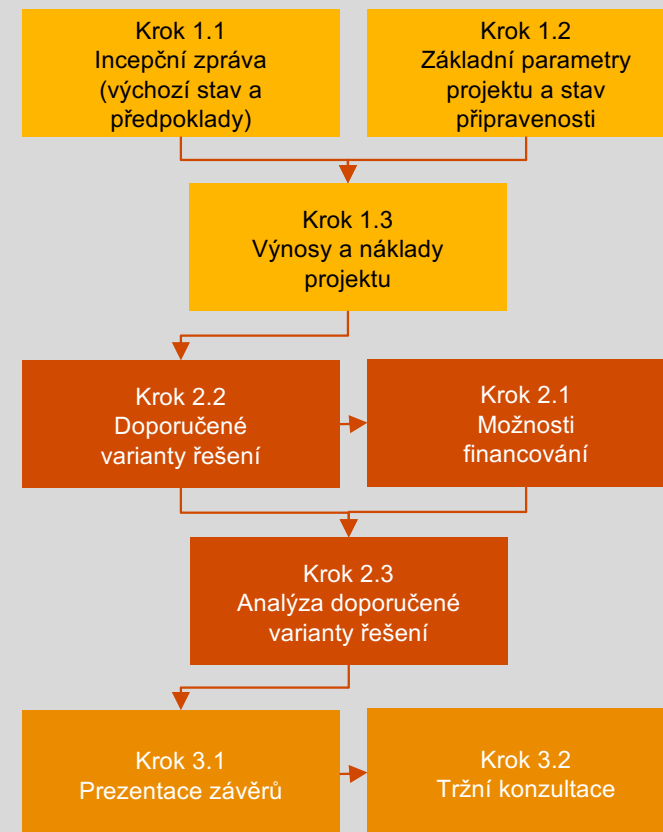 Krok 1.1
Incepční zpráva
(výchozí stav a
předpoklady)
Krok 1.2
Základní parametry
projektu a stav
připravenosti
Krok 1.3
Výnosy a náklady
projektu
Krok 2.2
Doporučené
varianty řešení
Krok 2.1
Možnosti
financování
Krok 2.3
Analýza doporučené
varianty řešení
Krok 3.1
Prezentace závěrů
Krok 3.2
Tržní konzultace